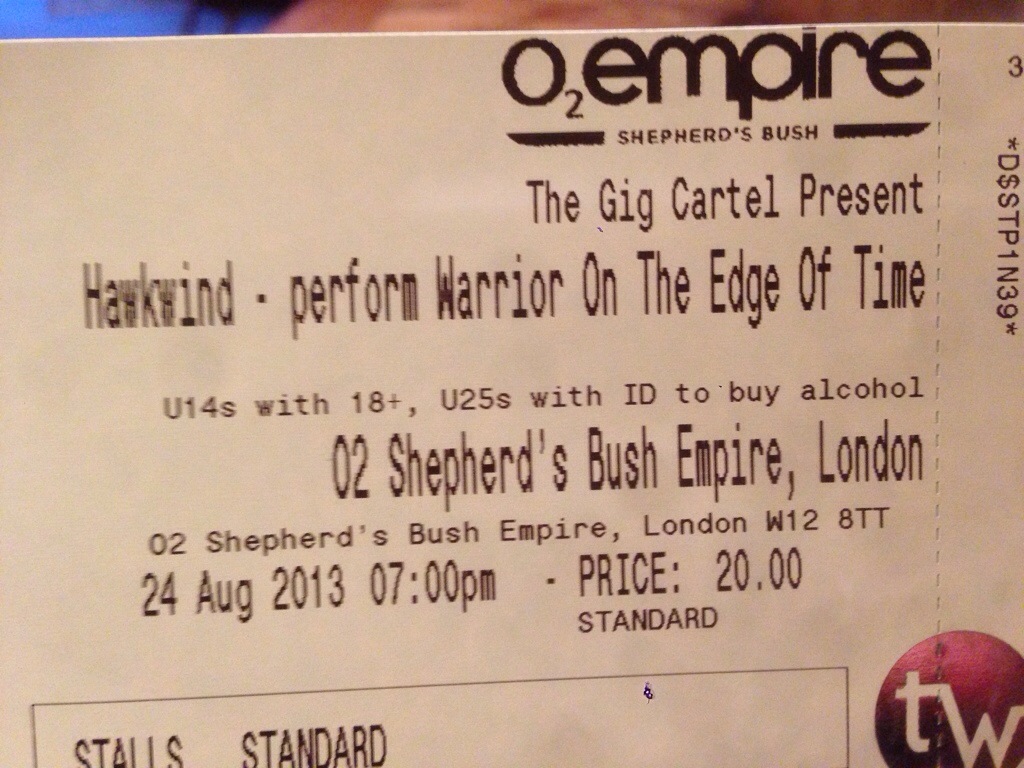 O2 empire
SHEPHERD'S BUSH
The Gig Cartel Present
Hawkwind - perform Warrior On The Edge Of Time
U14s with 18+, U25s with ID to buy alcohol
O2 Shepherd's Bush Empire, London
O2 Shepherd's Bush Empire, London W12 8TT
24 Aug 2013 07:00pm - PRICE: 20.00
STANDARD
STALLS STANDARD
tw
3
*D$STP1N39*